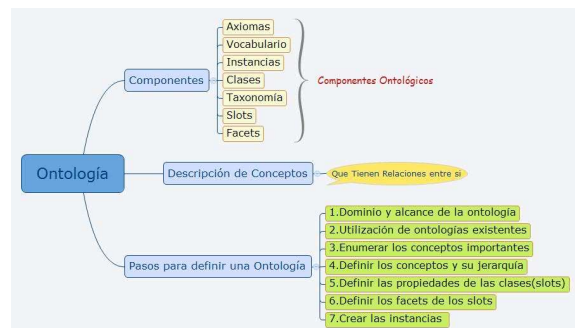 Ontología
Componentes
Axiomas
Vocabulario
Instancias
Clases
Taxonomía
Slots
Facets
Componentes Ontológicos
Descripción de Conceptos
Que Tienen Relaciones entre si
Pasos para definir una Ontología
1.Dominio y alcance de la ontología
2.Utilización de ontologías existentes
3.Enumerar los conceptos importantes
4.Definir los conceptos y su jerarquía
5.Definir las propiedades de las clases(slots)
6.Definir los facets de los slots
7.Crear las instancias